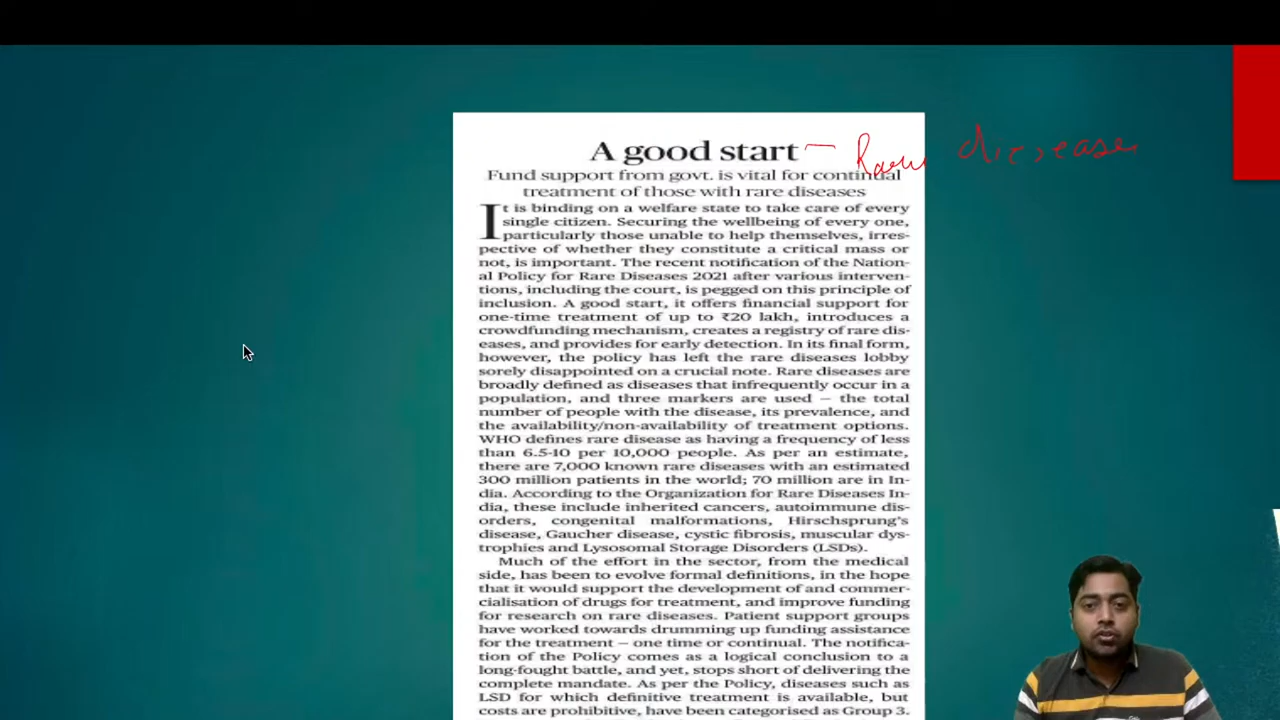 A good start - Rare diesease
Fund support from govt. is vital for continual
treatment of those with rare diseases
It is binding on a welfare state to take care of every
single citizen. Securing the wellbeing of every one,
particularly those unable to help themselves, irres-
pective of whether they constitute a critical mass or
not, is important. The recent notification of the Nation-
al Policy for Rare Diseases 2021 after various interven-
tions, including the court, is pegged on this principle of
inclusion. A good start, it offers financial support for
one-time treatment of up to ₹20 lakh, introduces a
crowdfunding mechanism, creates a registry of rare dis-
eases, and provides for early detection. In its final form,
however, the policy has left the rare diseases lobby
sorely disappointed on a crucial note. Rare diseases are
broadly defined as diseases that infrequently occur in a
population, and three markers are used — the total
number of people with the disease, its prevalence, and
the availability/non-availability of treatment options.
WHO defines rare disease as having a frequency of less
than 6.5-10 per 10,000 people. As per an estimate,
there are 7,000 known rare diseases with an estimated
300 million patients in the world; 70 million are in In-
dia. According to the Organization for Rare Diseases In-
dia, these include inherited cancers, autoimmune dis-
orders, congenital malformations, Hirschsprung's
disease, Gaucher disease, cystic fibrosis, muscular dys-
trophies and Lysosomal Storage Disorders (LSDs).
Much of the effort in the sector, from the medical
side, has been to evolve formal definitions, in the hope
that it would support the development of and commer-
cialisation of drugs for treatment, and improve funding
for research on rare diseases. Patient support groups
have worked towards drumming up funding assistance
for the treatment — one time or continual. The notifica-
tion of the Policy comes as a logical conclusion to a
long-fought battle, and yet, stops short of delivering the
complete mandate. As per the Policy, diseases such as
LSD for which definitive treatment is available, but
costs are prohibitive, have been categorised as Group 3.